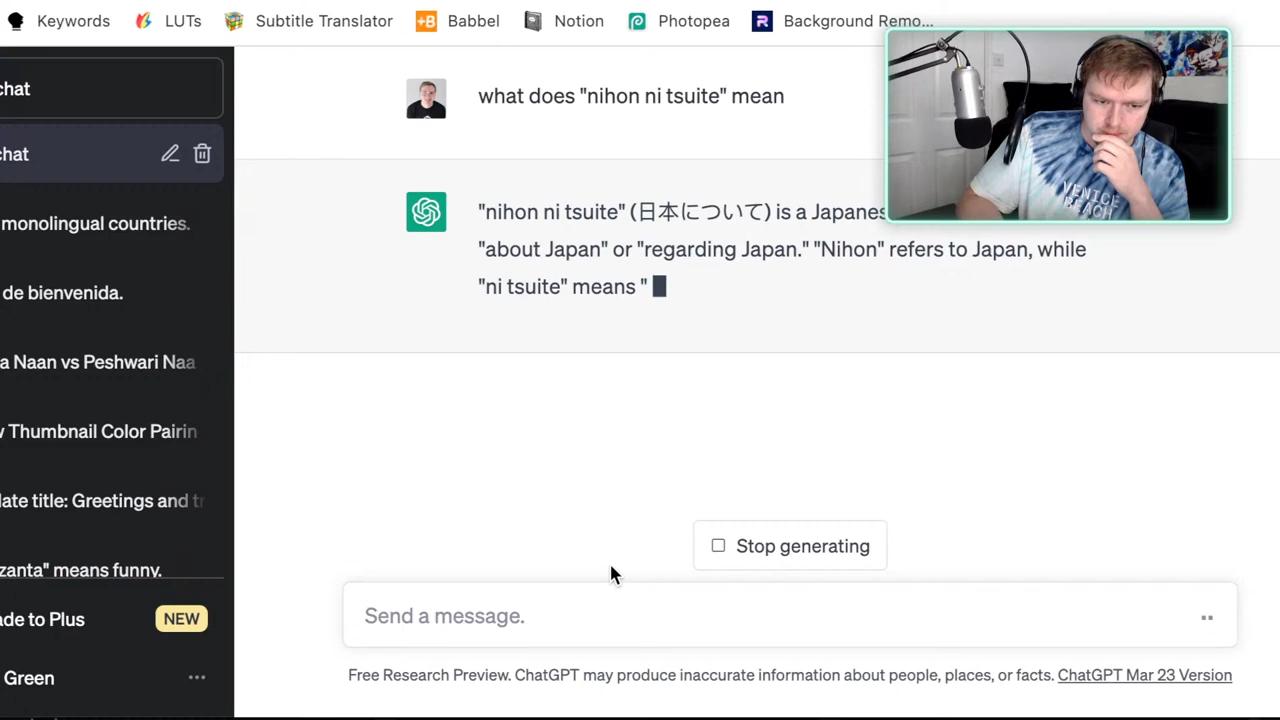 Keywords LUTs Subtitle Translator +B Babbel Notion Photopea R Background Remo...
chat
chat
monolingual countries.
de bienvenida.
a Naan vs Peshwari Naa
v Thumbnail Color Pairin
late title: Greetings and tr
zanta" means funny.
de to Plus NEW
Green ...
what does "nihon ni tsuite" mean
"nihon ni tsuite" (日本について) is a Japanes
"about Japan" or "regarding Japan." "Nihon" refers to Japan, while
"ni tsuite" means "
VENICE
BEACH
Stop generating
Send a message.
Free Research Preview. ChatGPT may produce inaccurate information about people, places, or facts. ChatGPT Mar 23 Version